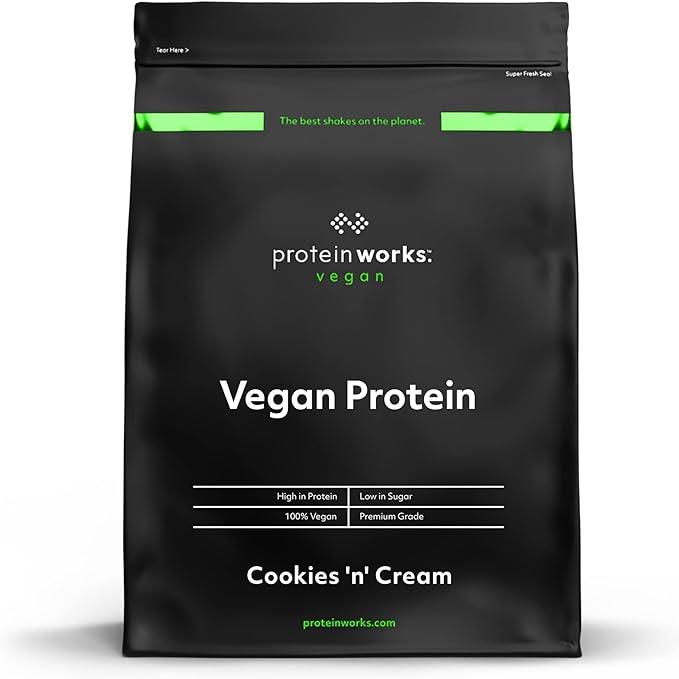 Tear Here >
Super Fresh Seal
The best shakes on the planet.
protein works.™
vegan
Vegan Protein
High in Protein Low in Sugar
100% Vegan Premium Grade
Cookies 'n' Cream
proteinworks.com